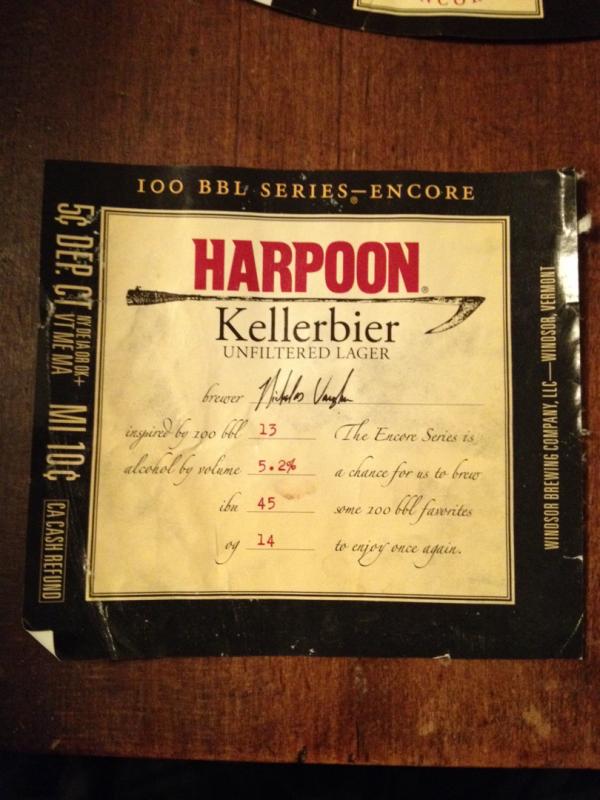 100 BBL SERIES®—ENCORE
HARPOON®
Kellerbier
UNFILTERED LAGER
brewer Nicholas Vaughn
inspired by 100 bbl 13
alcohol by volume 5.2%
ibu 45
og 14
The Encore Series is
a chance for us to brew
some 100 bbl favorites
to enjoy once again.
5¢ DEP. CT
VT ME MA
MI 10¢
CA CASH REFUND
WINDSOR BREWING COMPANY, LLC — WINDSOR, VERMONT